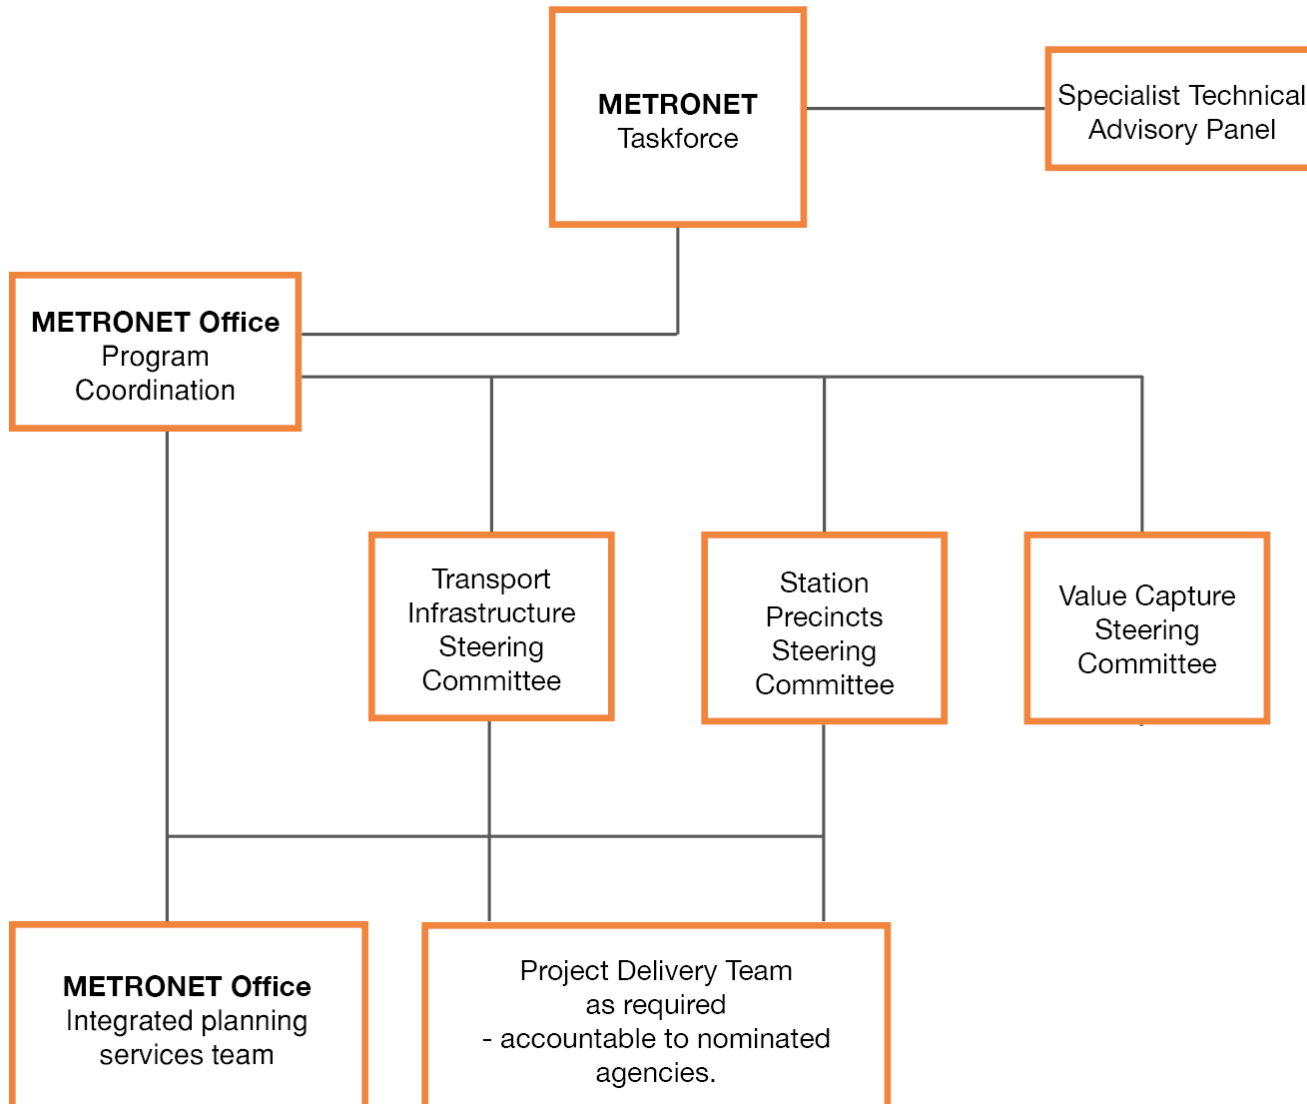 METRONET
Taskforce
Specialist Technical
Advisory Panel
METRONET Office
Program
Coordination
Transport
Infrastructure
Steering
Committee
Station
Precincts
Steering
Committee
Value Capture
Steering
Committee
METRONET Office
Integrated planning
services team
Project Delivery Team
as required
- accountable to nominated
agencies.